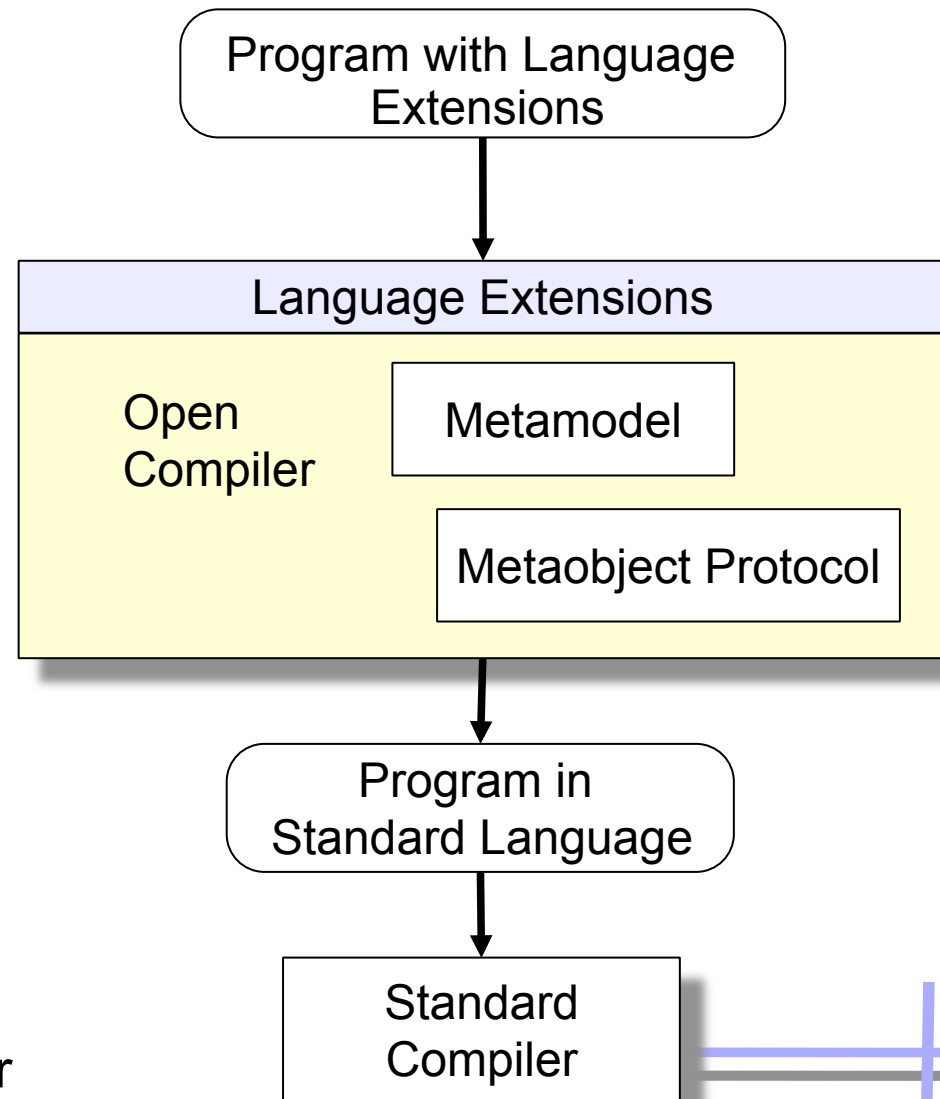 Program with Language
Extensions
Language Extensions
Open
Compiler
Metamodel
Metaobject Protocol
Program in
Standard Language
Standard
Compiler
r